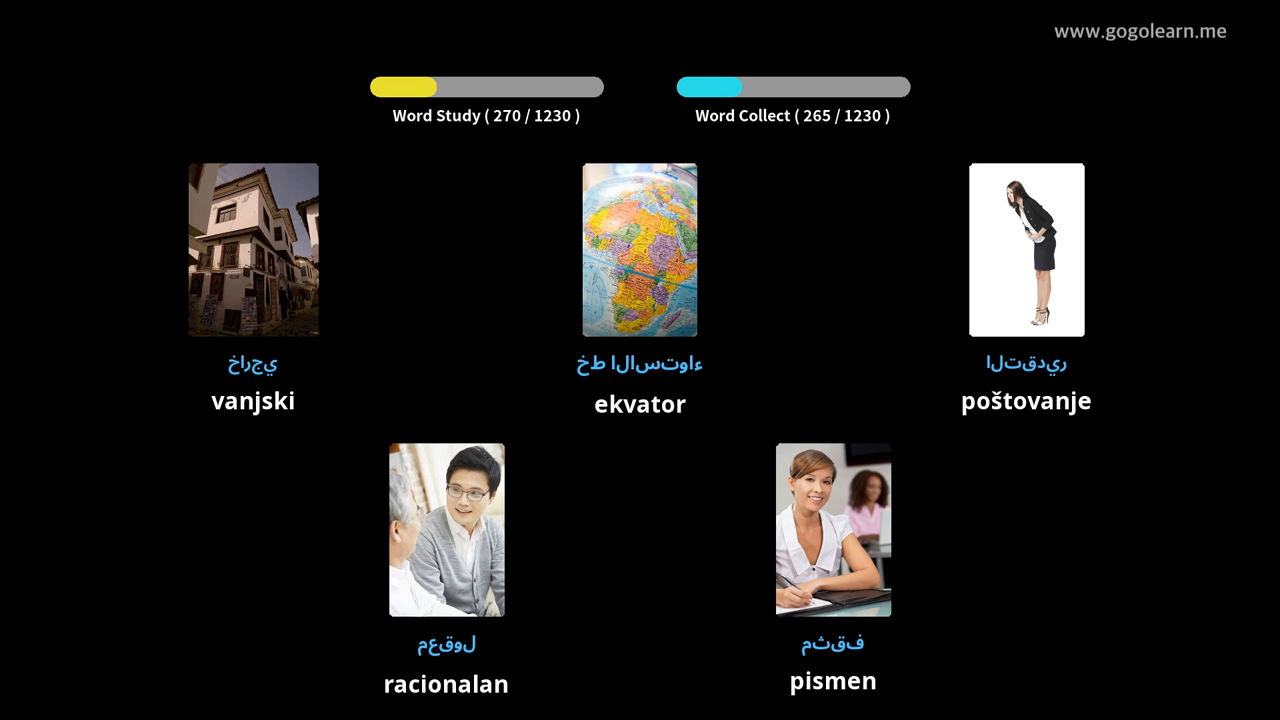 www.gogolearn.me
Word Study ( 270 / 1230 )
Word Collect ( 265 / 1230 )
خارجي
vanjski
خط الاستواء
ekvator
التقدير
poštovanje
معقول
racionalan
مثقف
pismen